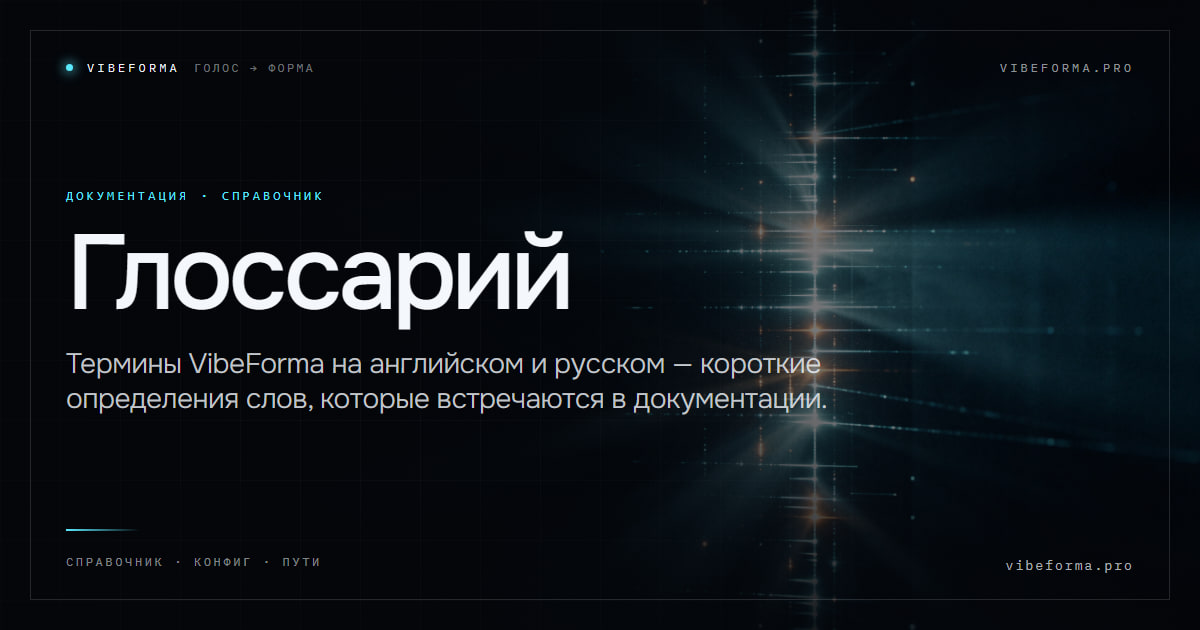 VIBEFORMA ГОЛОС → ФОРМА
VIBEFORMA.PRO
ДОКУМЕНТАЦИЯ · СПРАВОЧНИК
Глоссарий
Термины VibeForma на английском и русском — короткие
определения слов, которые встречаются в документации.
СПРАВОЧНИК · КОНФИГ · ПУТИ
vibeforma.pro